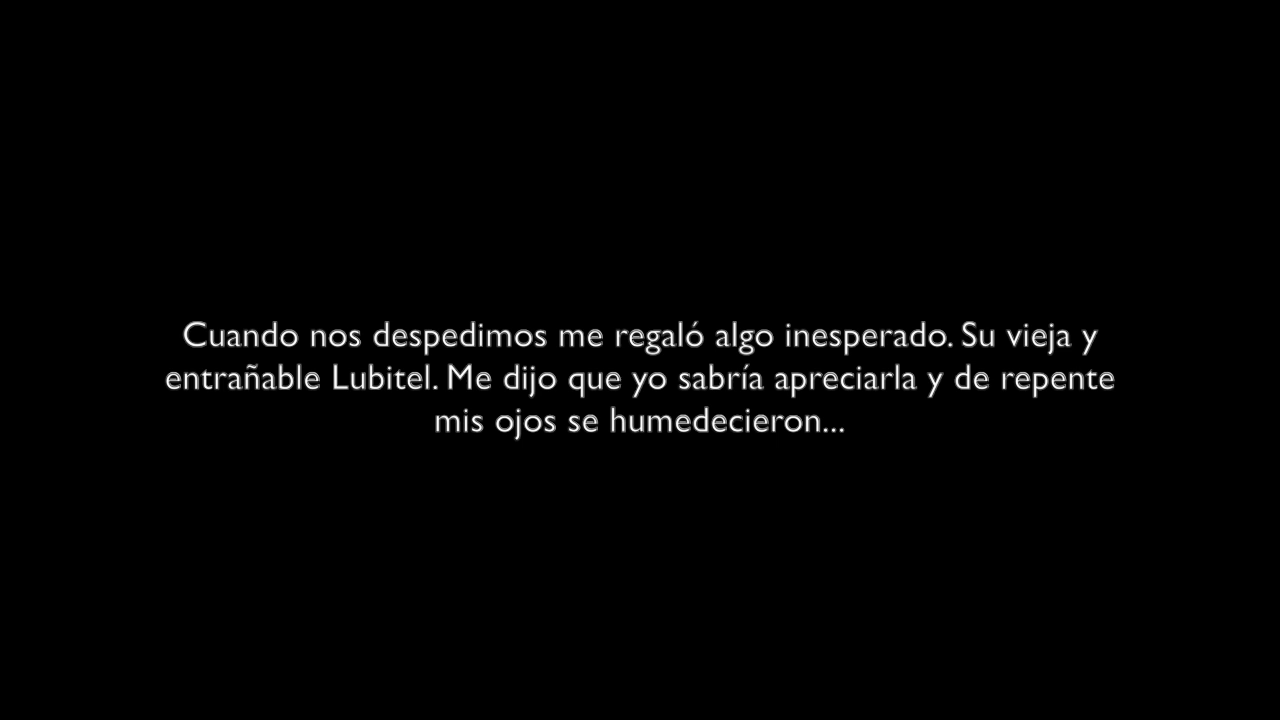 Cuando nos despedimos me regaló algo inesperado. Su vieja y
entrañable Lubitel. Me dijo que yo sabría apreciarla y de repente
mis ojos se humedecieron...